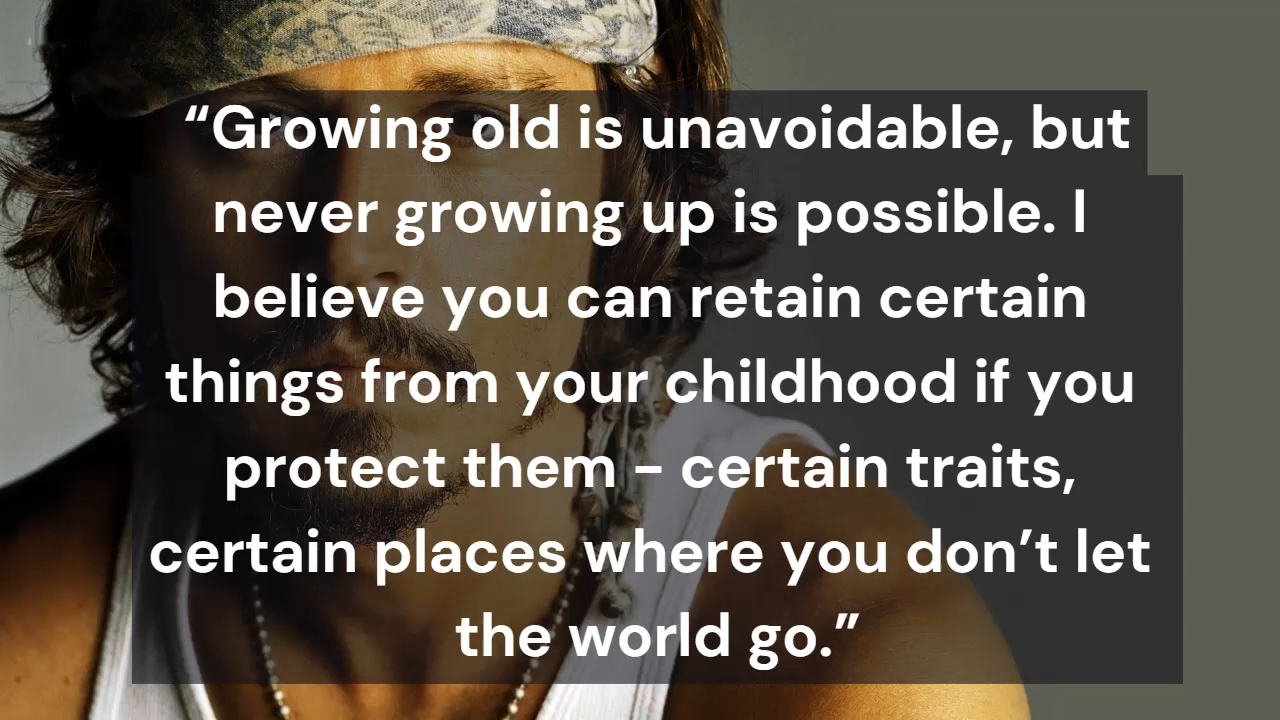 “Growing old is unavoidable, but
never growing up is possible. I
believe you can retain certain
things from your childhood if you
protect them – certain traits,
certain places where you don’t let
the world go.”